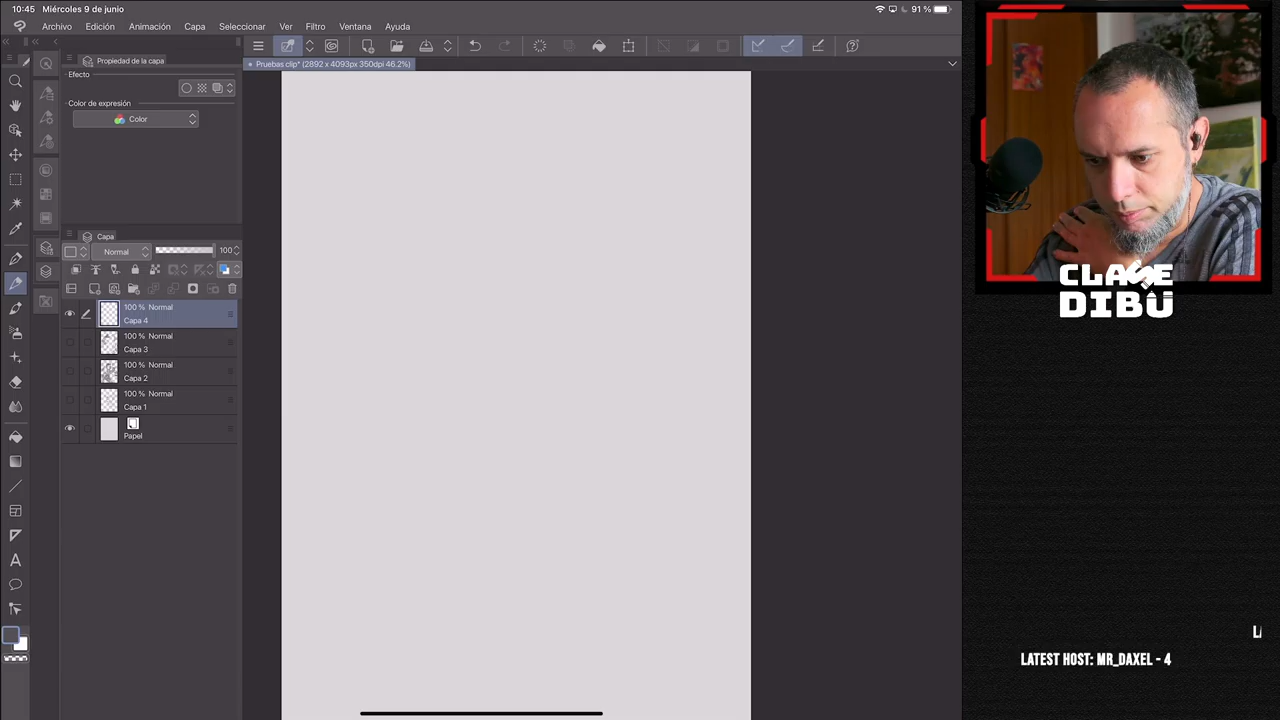 10:45 Miércoles 9 de junio
91 %
Archivo Edición Animación Capa Seleccionar Ver Filtro Ventana Ayuda
Pruebas clip* (2892 x 4093px 350dpi 46.2%)
Propiedad de la capa
Efecto
Color de expresión
Color
Capa
Normal 100
100 % Normal
Capa 4
100 % Normal
Capa 3
100 % Normal
Capa 2
100 % Normal
Capa 1
Papel
CLASE
DIBU
LATEST HOST: MR_DAXEL - 4